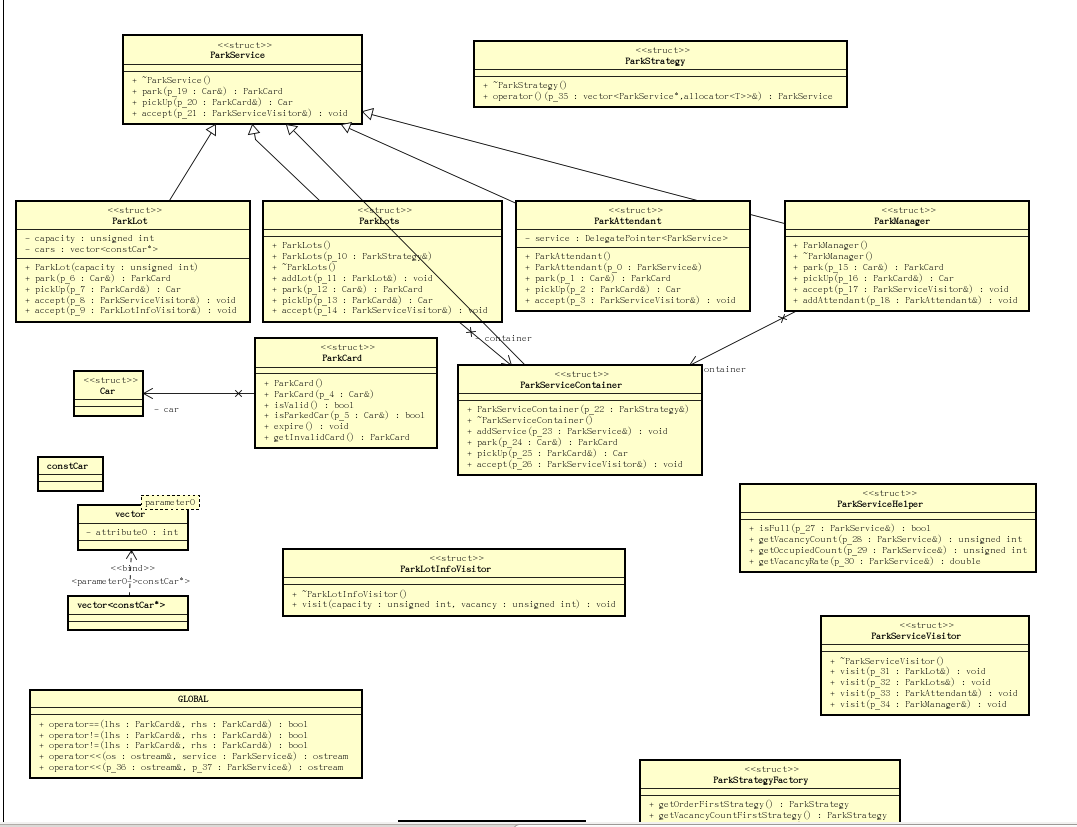 <<struct>>
ParkService
+ ~ParkService()
+ park(p_19 : Car&) : ParkCard
+ pickUp(p_20 : ParkCard&) : Car
+ accept(p_21 : ParkServiceVisitor&) : void
<<struct>>
ParkStrategy
+ ~ParkStrategy()
+ operator()(p_35 : vector<ParkService*,allocator<T>>&) : ParkService
<<struct>>
ParkLot
- capacity : unsigned int
- cars : vector<constCar*>
+ ParkLot(capacity : unsigned int)
+ park(p_6 : Car&) : ParkCard
+ pickUp(p_7 : ParkCard&) : Car
+ accept(p_8 : ParkServiceVisitor&) : void
+ accept(p_9 : ParkLotInfoVisitor&) : void
<<struct>>
ParkLots
+ ParkLots()
+ ParkLots(p_10 : ParkStrategy&)
+ ~ParkLots()
+ addLot(p_11 : ParkLot&) : void
+ park(p_12 : Car&) : ParkCard
+ pickUp(p_13 : ParkCard&) : Car
+ accept(p_14 : ParkServiceVisitor&) : void
<<struct>>
ParkAttendant
- service : DelegatePointer<ParkService>
+ ParkAttendant()
+ ParkAttendant(p_0 : ParkService&)
+ park(p_1 : Car&) : ParkCard
+ pickUp(p_2 : ParkCard&) : Car
+ accept(p_3 : ParkServiceVisitor&) : void
<<struct>>
ParkManager
+ ParkManager()
+ ~ParkManager()
+ park(p_15 : Car&) : ParkCard
+ pickUp(p_16 : ParkCard&) : Car
+ accept(p_17 : ParkServiceVisitor&) : void
+ addAttendant(p_18 : ParkAttendant&) : void
- container
ontainer
<<struct>>
Car
- car
<<struct>>
ParkCard
+ ParkCard()
+ ParkCard(p_4 : Car&)
+ isValid() : bool
+ isParkedCar(p_5 : Car&) : bool
+ expire() : void
+ getInvalidCard() : ParkCard
<<struct>>
ParkServiceContainer
+ ParkServiceContainer(p_22 : ParkStrategy&)
+ ~ParkServiceContainer()
+ addService(p_23 : ParkService&) : void
+ park(p_24 : Car&) : ParkCard
+ pickUp(p_25 : ParkCard&) : Car
+ accept(p_26 : ParkServiceVisitor&) : void
constCar
parameter0
vector
- attribute0 : int
<<bind>>
<parameter0->constCar*>
vector<constCar*>
<<struct>>
ParkServiceHelper
+ isFull(p_27 : ParkService&) : bool
+ getVacancyCount(p_28 : ParkService&) : unsigned int
+ getOccupiedCount(p_29 : ParkService&) : unsigned int
+ getVacancyRate(p_30 : ParkService&) : double
<<struct>>
ParkLotInfoVisitor
+ ~ParkLotInfoVisitor()
+ visit(capacity : unsigned int, vacancy : unsigned int) : void
<<struct>>
ParkServiceVisitor
+ ~ParkServiceVisitor()
+ visit(p_31 : ParkLot&) : void
+ visit(p_32 : ParkLots&) : void
+ visit(p_33 : ParkAttendant&) : void
+ visit(p_34 : ParkManager&) : void
GLOBAL
+ operator==(lhs : ParkCard&, rhs : ParkCard&) : bool
+ operator!=(lhs : ParkCard&, rhs : ParkCard&) : bool
+ operator!=(lhs : ParkCard&, rhs : ParkCard&) : bool
+ operator<<(os : ostream&, service : ParkService&) : ostream
+ operator<<(p_36 : ostream&, p_37 : ParkService&) : ostream
<<struct>>
ParkStrategyFactory
+ getOrderFirstStrategy() : ParkStrategy
+ getVacancyCountFirstStrategy() : ParkStrategy